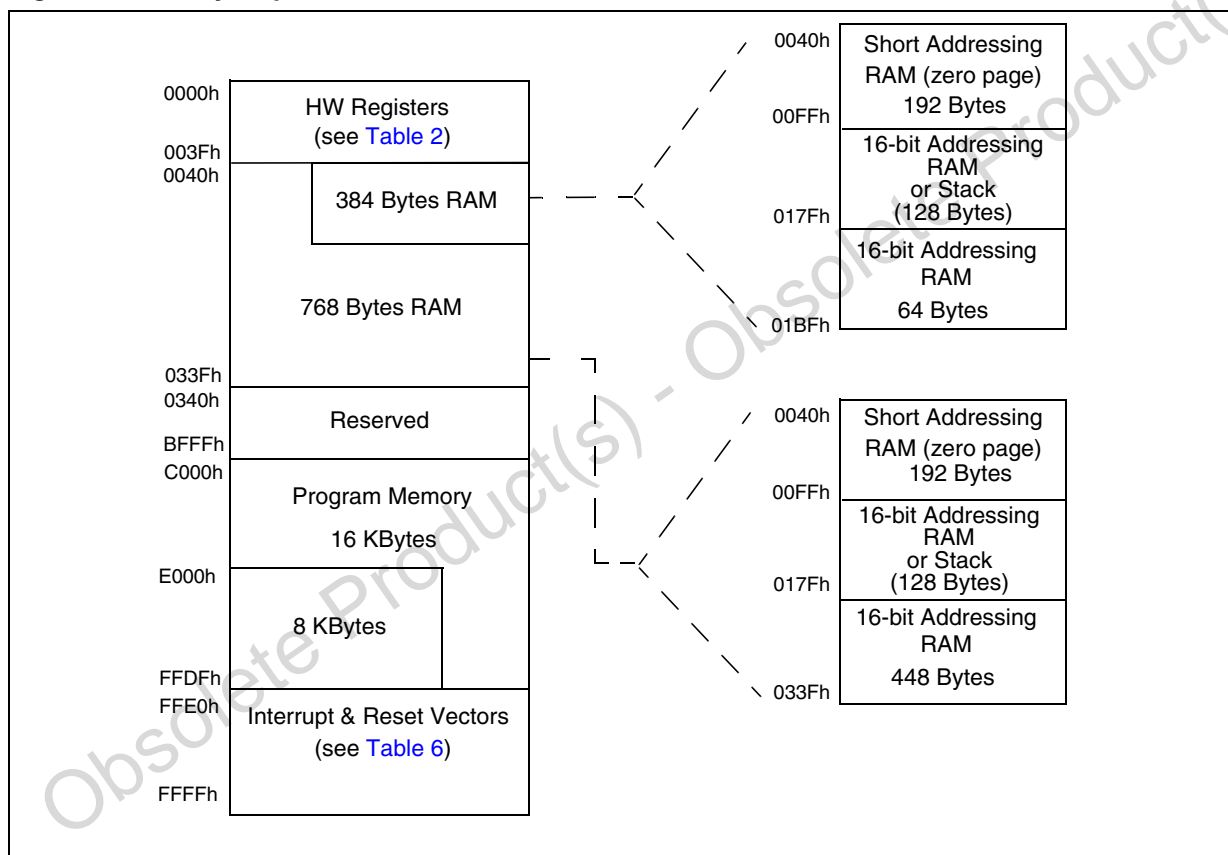 0000h
HW Registers
(see Table 2)
003Fh
0040h
384 Bytes RAM
768 Bytes RAM
033Fh
0340h
Reserved
BFFFh
C000h
Program Memory
16 KBytes
E000h
8 KBytes
FFDFh
FFE0h
Interrupt & Reset Vectors
(see Table 6)
FFFFh
0040h
Short Addressing
RAM (zero page)
192 Bytes
00FFh
16-bit Addressing
RAM
or Stack
(128 Bytes)
017Fh
16-bit Addressing
RAM
64 Bytes
01BFh
0040h
Short Addressing
RAM (zero page)
192 Bytes
00FFh
16-bit Addressing
RAM
or Stack
(128 Bytes)
017Fh
16-bit Addressing
RAM
448 Bytes
033Fh
Obsolete Product(s) - Obsolete Product(